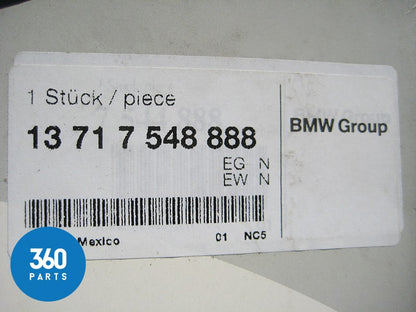 1 Stück / piece
13 71 7 548 888
EG N
EW N
BMW Group
Mexico
01 NC5
360
PARTS